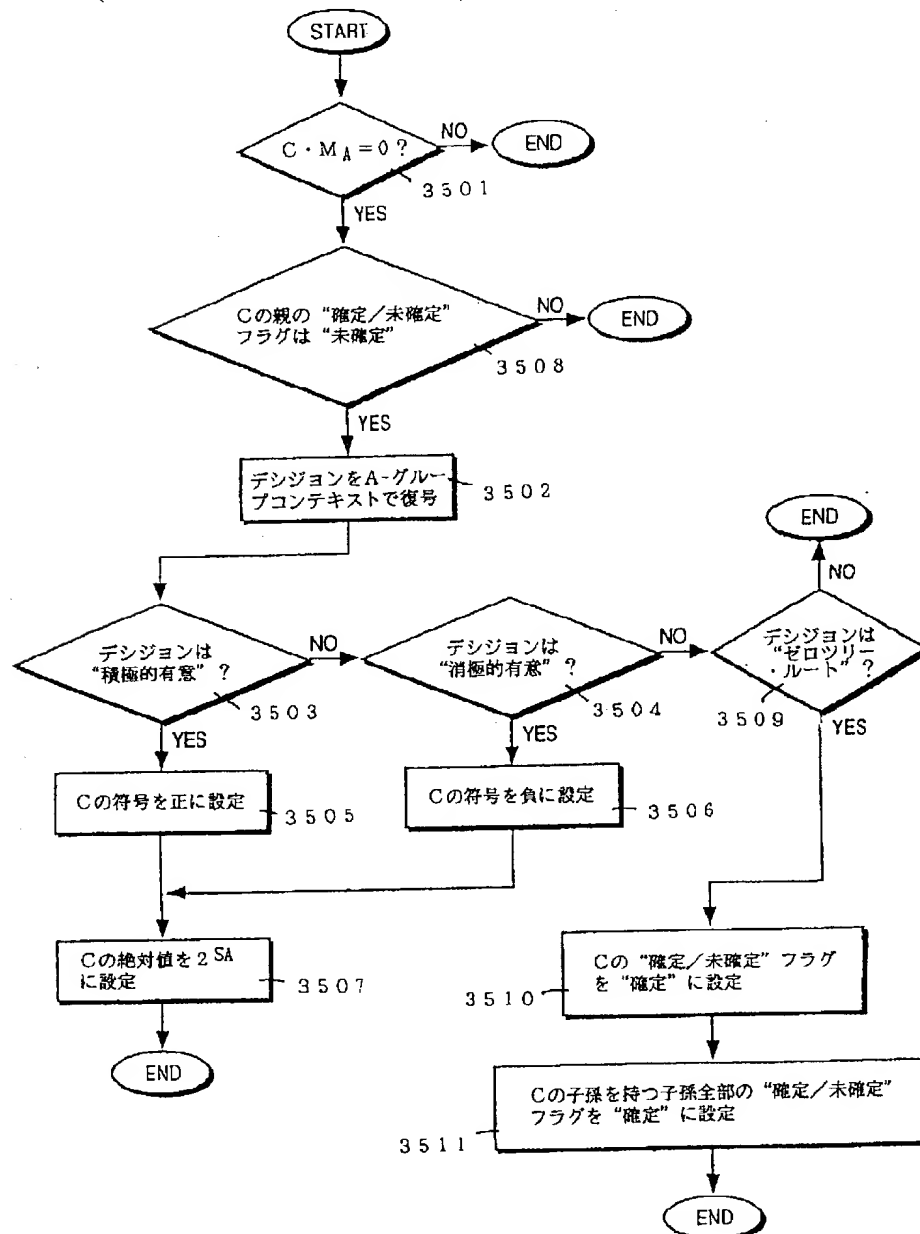 START
C・MA=0?
NO
END
3501
YES
Cの親の“確定／未確定”
フラグは“未確定”
NO
END
3508
YES
デシジョンをA-グルー
プコンテキストで復号
3502
END
NO
デシジョンは
“積極的有意”？
NO
3503
YES
デシジョンは
“消極的有意”？
NO
3504
YES
デシジョンは
“ゼロツリー
・ルート”？
3509
YES
Cの符号を正に設定
3505
Cの符号を負に設定
3506
Cの絶対値を2SA
に設定
3507
END
Cの“確定／未確定”フラグ
を“確定”に設定
3510
Cの子孫を持つ子孫全部の“確定／未確定”
フラグを“確定”に設定
3511
END